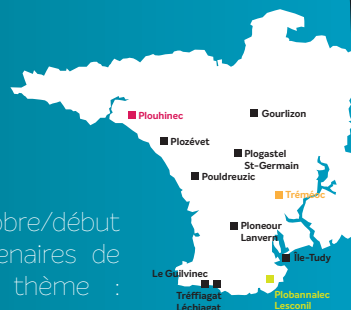 Gourlizon
Plouhinec
Plozévet
Plogastel
St-Germain
Pouldreuzic
Tréméoc
obre/début
Ploneour
Lanvern
enaires de
Île-Tudy
Le Guilvinec
thème :
Tréffiagat
Léchiagat
Plobannalec
Lesconil